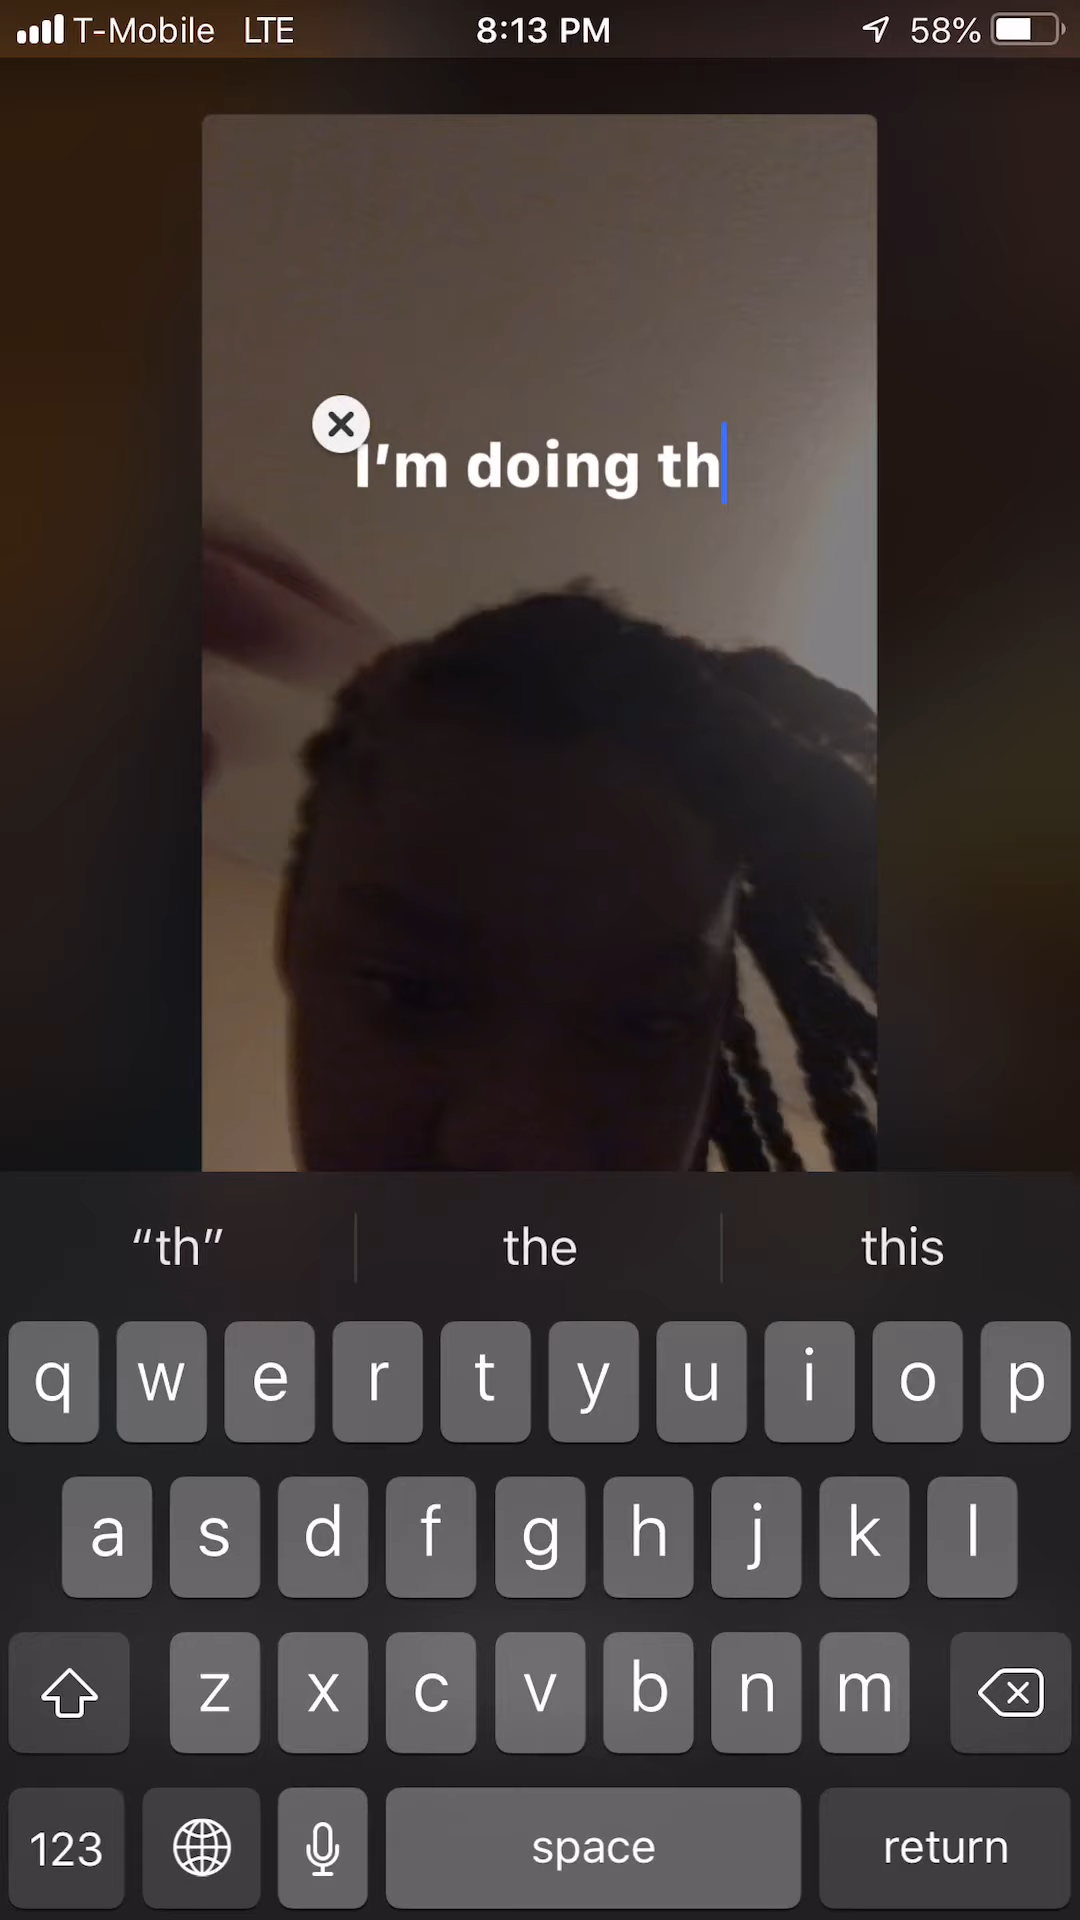 T-Mobile LTE 8:13 PM 58%
I’m doing th
“th” the this
q w e r t y u i o p
a s d f g h j k l
z x c v b n m
123 space return